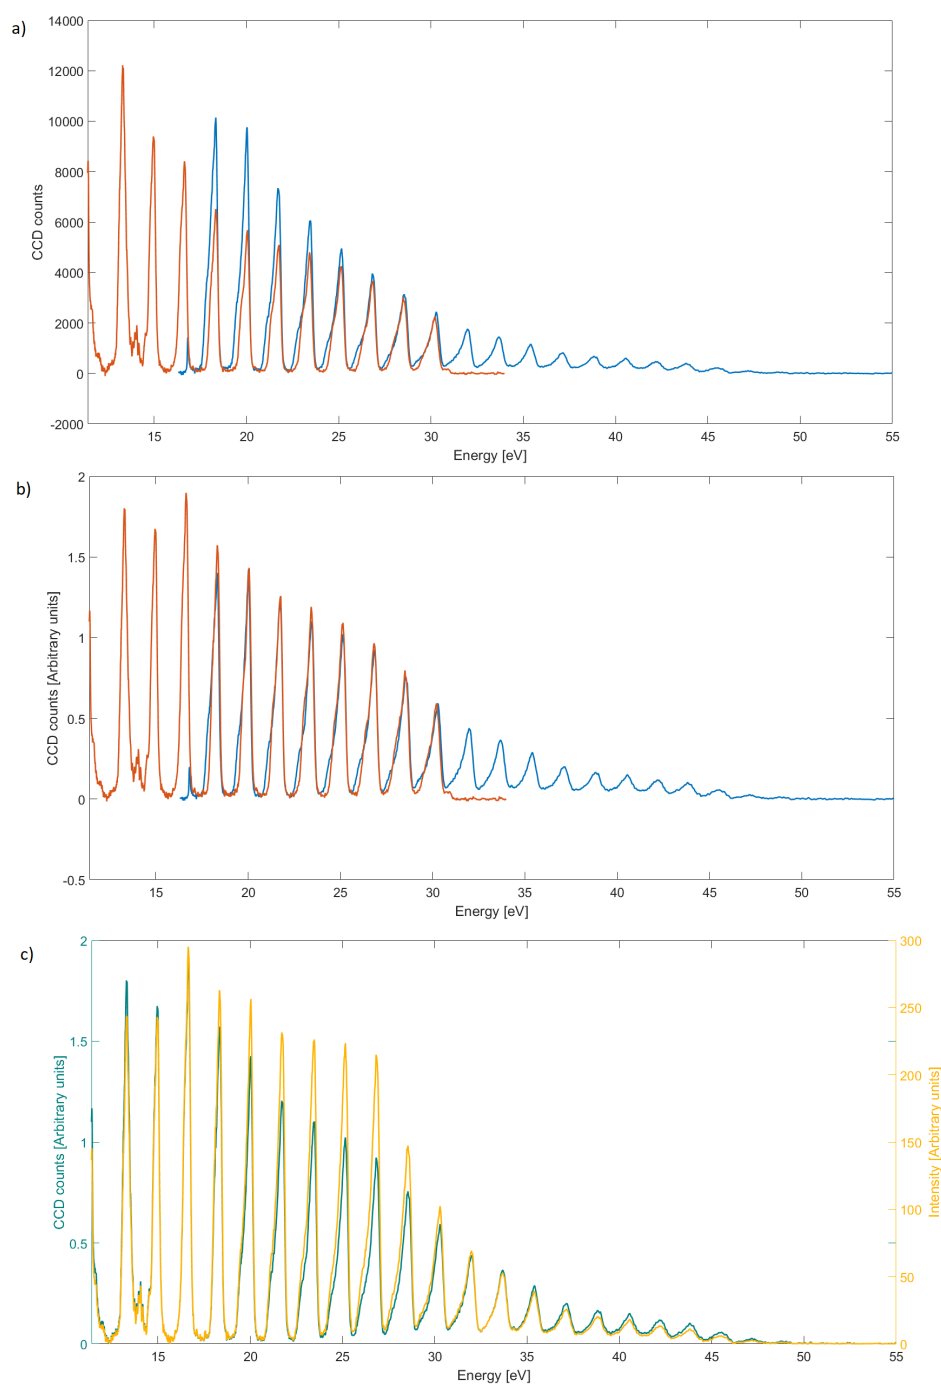 a)
14000
12000
10000
8000
6000
4000
2000
0
-2000
CCD counts
15 20 25 30 35 40 45 50 55
Energy [eV]
b)
2
1.5
1
0.5
0
-0.5
CCD counts [Arbitrary units]
15 20 25 30 35 40 45 50 55
Energy [eV]
c)
2
1.5
1
0.5
0
CCD counts [Arbitrary units]
300
250
200
150
100
50
0
Intensity [Arbitrary units]
15 20 25 30 35 40 45 50 55
Energy [eV]